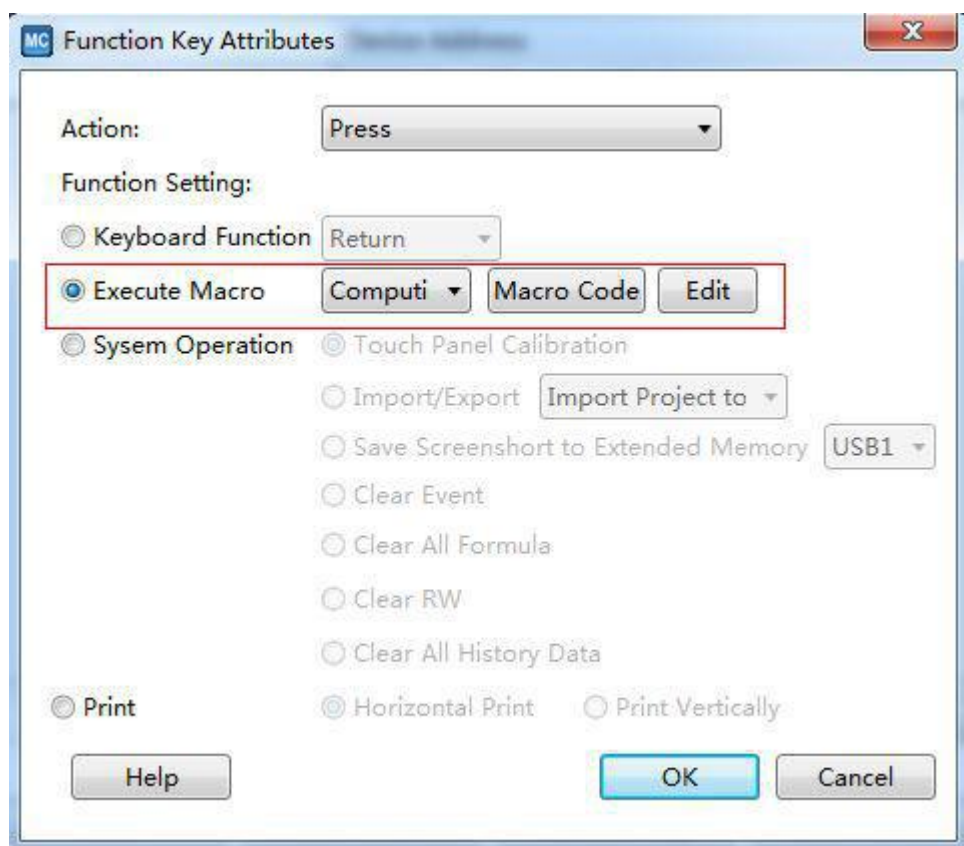 MC Function Key Attributes
Action: Press
Function Setting:
Keyboard Function Return
Execute Macro Computi Macro Code Edit
Sysem Operation Touch Panel Calibration
Import/Export Import Project to
Save Screenshort to Extended Memory USB1
Clear Event
Clear All Formula
Clear RW
Clear All History Data
Print Horizontal Print Print Vertically
Help OK Cancel